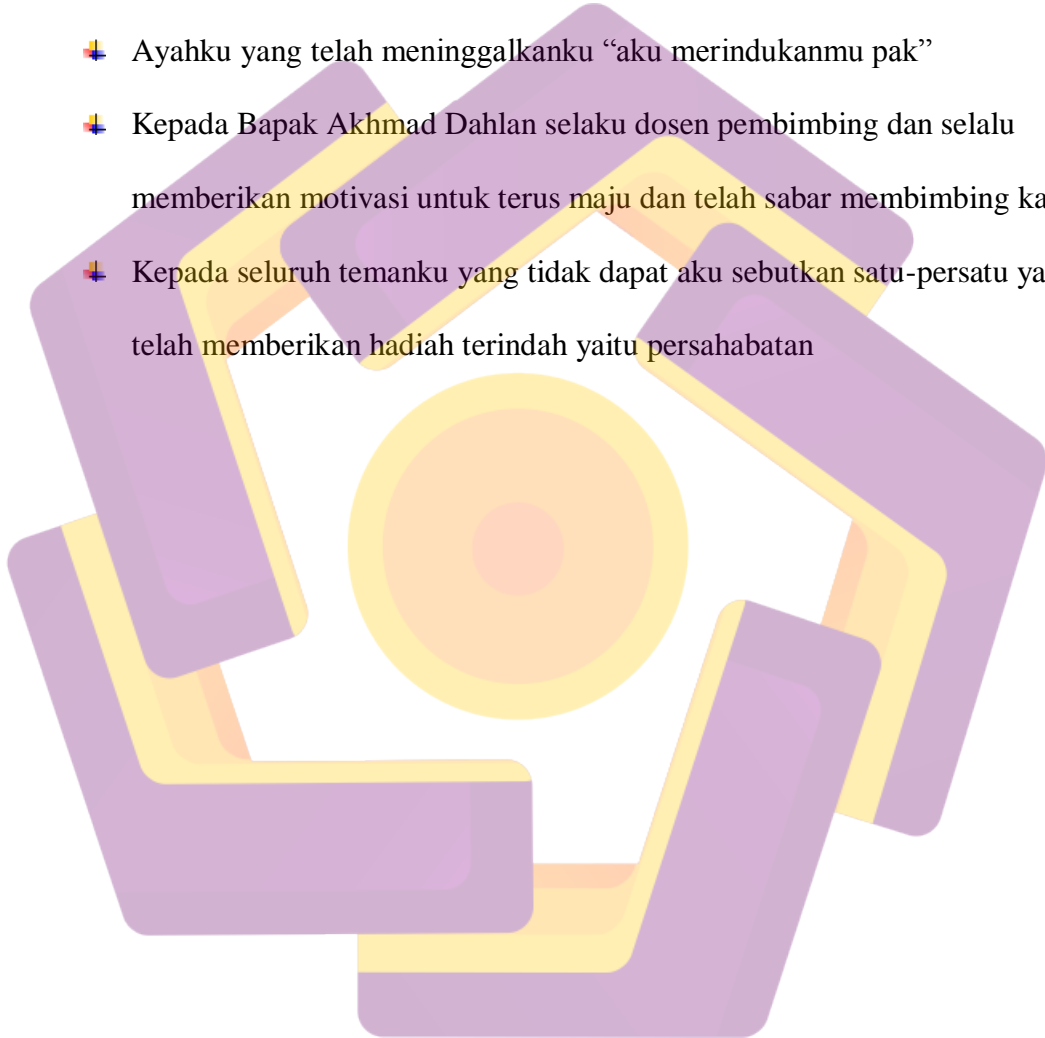 Ayahku yang telah meninggalkanku “aku merindukanmu pak”
Kepada Bapak Akhmad Dahlan selaku dosen pembimbing dan selalu
memberikan motivasi untuk terus maju dan telah sabar membimbing
Kepada seluruh temanku yang tidak dapat aku sebutkan satu-persatu
telah memberikan hadiah terindah yaitu persahabatan